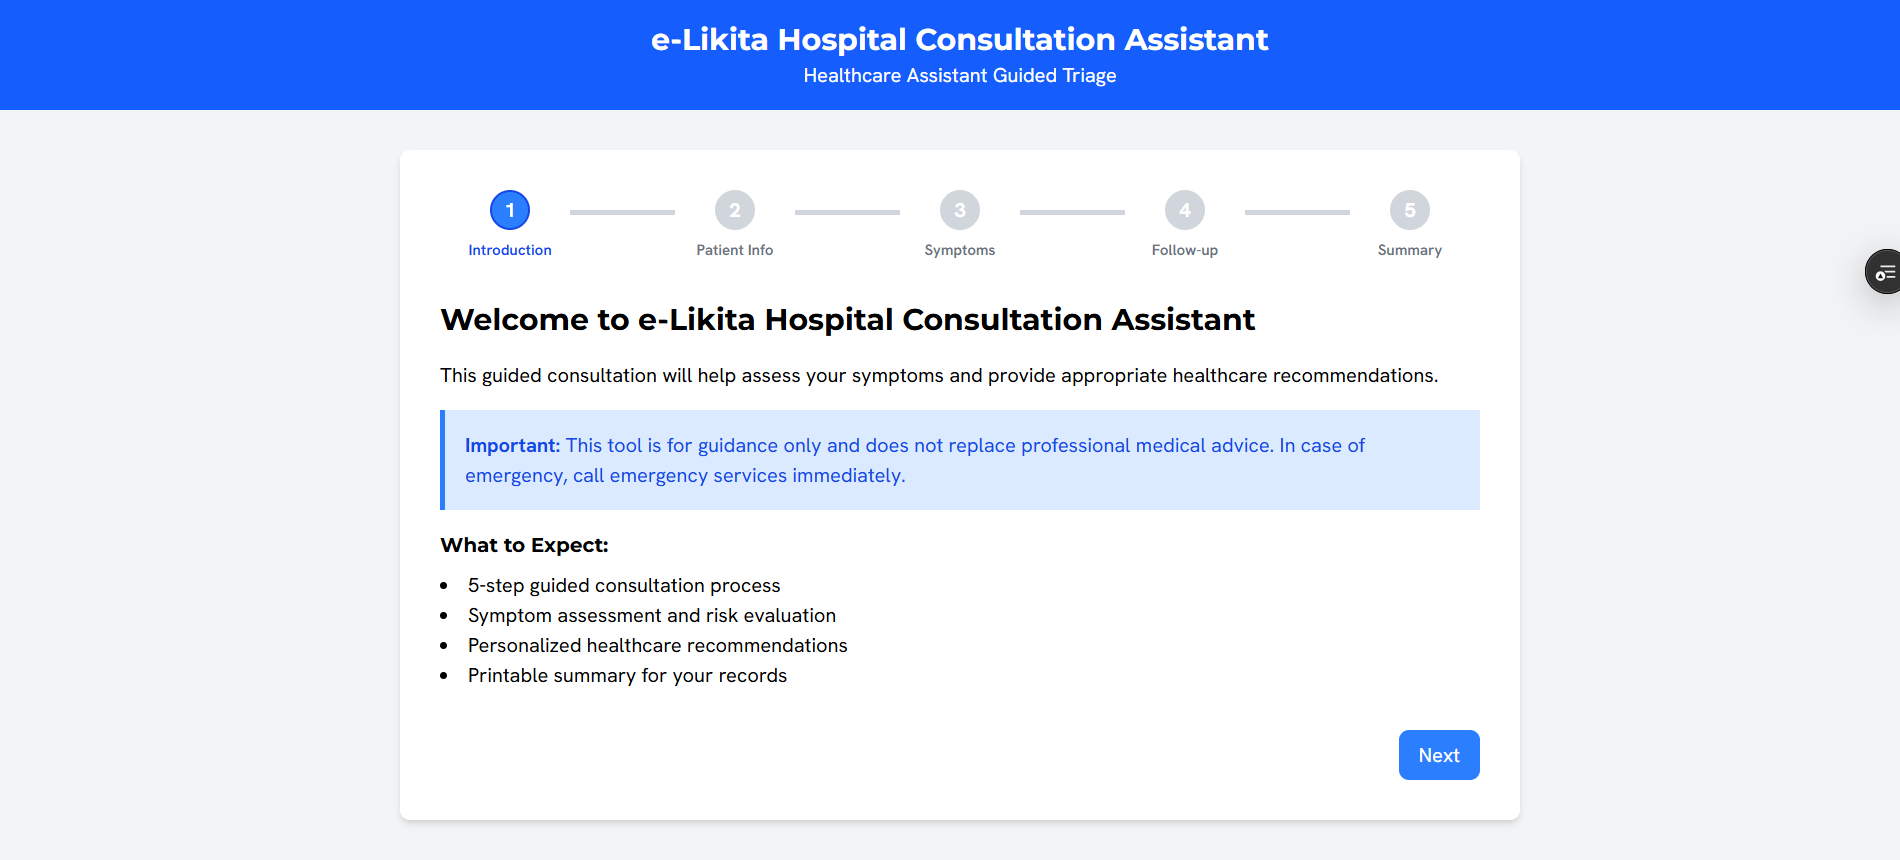 e-Likita Hospital Consultation Assistant
Healthcare Assistant Guided Triage
1
2
3
4
5
Introduction
Patient Info
Symptoms
Follow-up
Summary
Welcome to e-Likita Hospital Consultation Assistant
This guided consultation will help assess your symptoms and provide appropriate healthcare recommendations.
Important: This tool is for guidance only and does not replace professional medical advice. In case of
emergency, call emergency services immediately.
What to Expect:
5-step guided consultation process
Symptom assessment and risk evaluation
Personalized healthcare recommendations
Printable summary for your records
Next